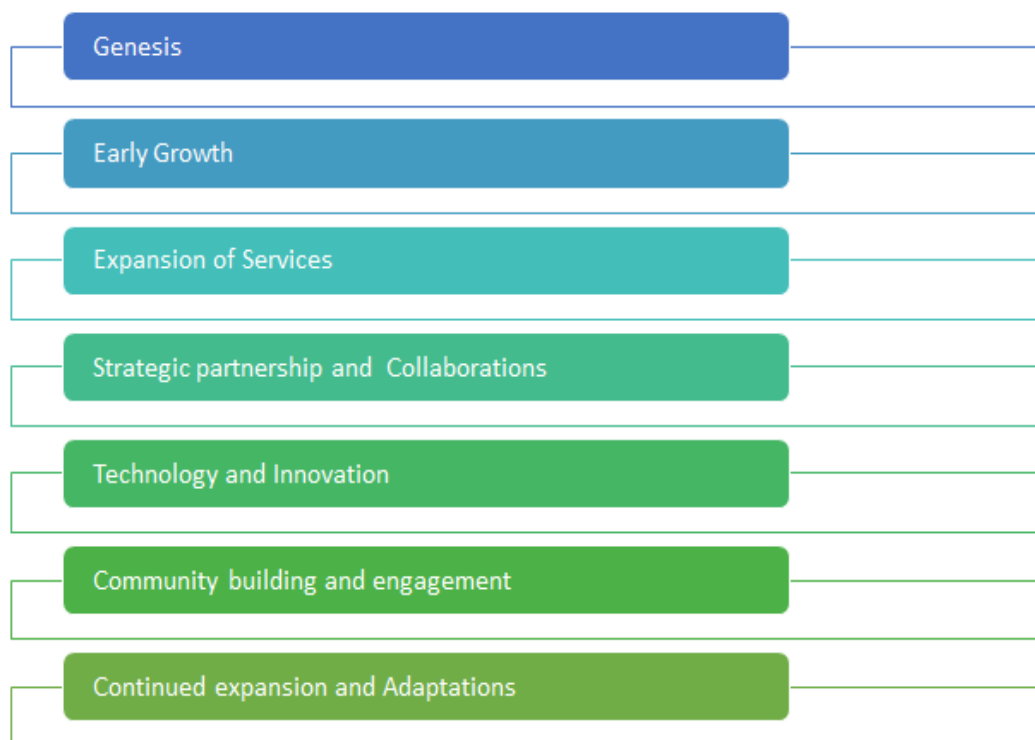 Genesis
Early Growth
Expansion of Services
Strategic partnership and  Collaborations
Technology and Innovation
Community building and engagement
Continued expansion and Adaptations